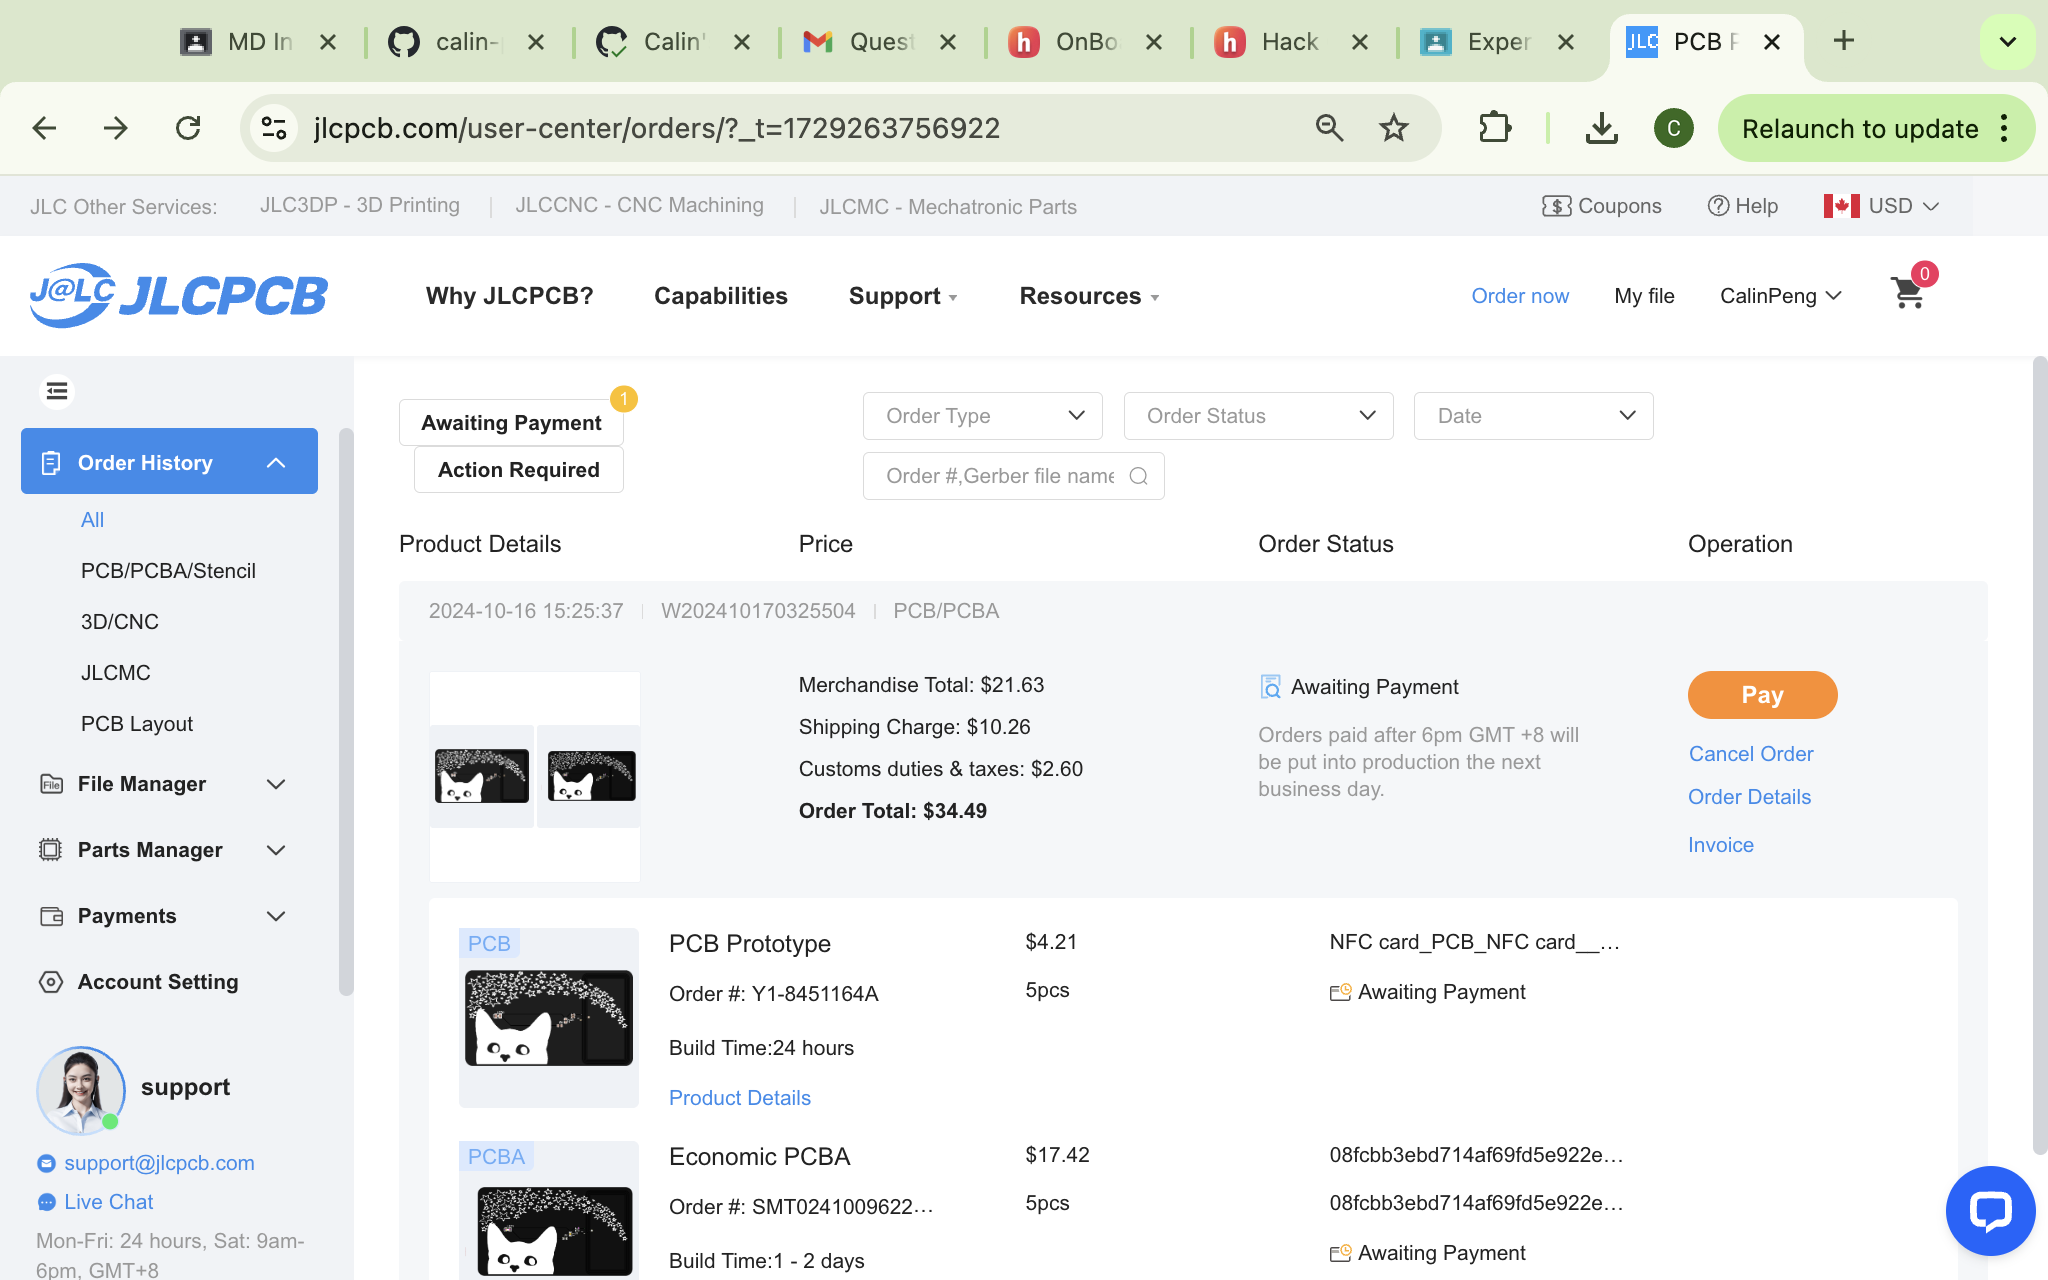 MD In
calin-
Calin'
Quest
OnBo
Hack
Exper
JLC PCB P
jlcpcb.com/user-center/orders/?_t=1729263756922
C
Relaunch to update
JLC Other Services:
JLC3DP - 3D Printing
JLCCNC - CNC Machining
JLCMC - Mechatronic Parts
Coupons
Help
USD
J@LC JLCPCB
Why JLCPCB?
Capabilities
Support
Resources
Order now
My file
CalinPeng
0
Order History
All
PCB/PCBA/Stencil
3D/CNC
JLCMC
PCB Layout
File Manager
Parts Manager
Payments
Account Setting
support
support@jlcpcb.com
Live Chat
Mon-Fri: 24 hours, Sat: 9am-
6pm, GMT+8
Awaiting Payment
1
Action Required
Order Type
Order Status
Date
Order #,Gerber file name
Product Details
Price
Order Status
Operation
2024-10-16 15:25:37
W202410170325504
PCB/PCBA
Merchandise Total: $21.63
Shipping Charge: $10.26
Customs duties & taxes: $2.60
Order Total: $34.49
Awaiting Payment
Orders paid after 6pm GMT +8 will
be put into production the next
business day.
Pay
Cancel Order
Order Details
Invoice
PCB
PCB Prototype
Order #: Y1-8451164A
Build Time:24 hours
Product Details
$4.21
5pcs
NFC card_PCB_NFC card__...
Awaiting Payment
PCBA
Economic PCBA
Order #: SMT0241009622...
Build Time:1 - 2 days
$17.42
5pcs
08fcbb3ebd714af69fd5e922e...
08fcbb3ebd714af69fd5e922e...
Awaiting Payment